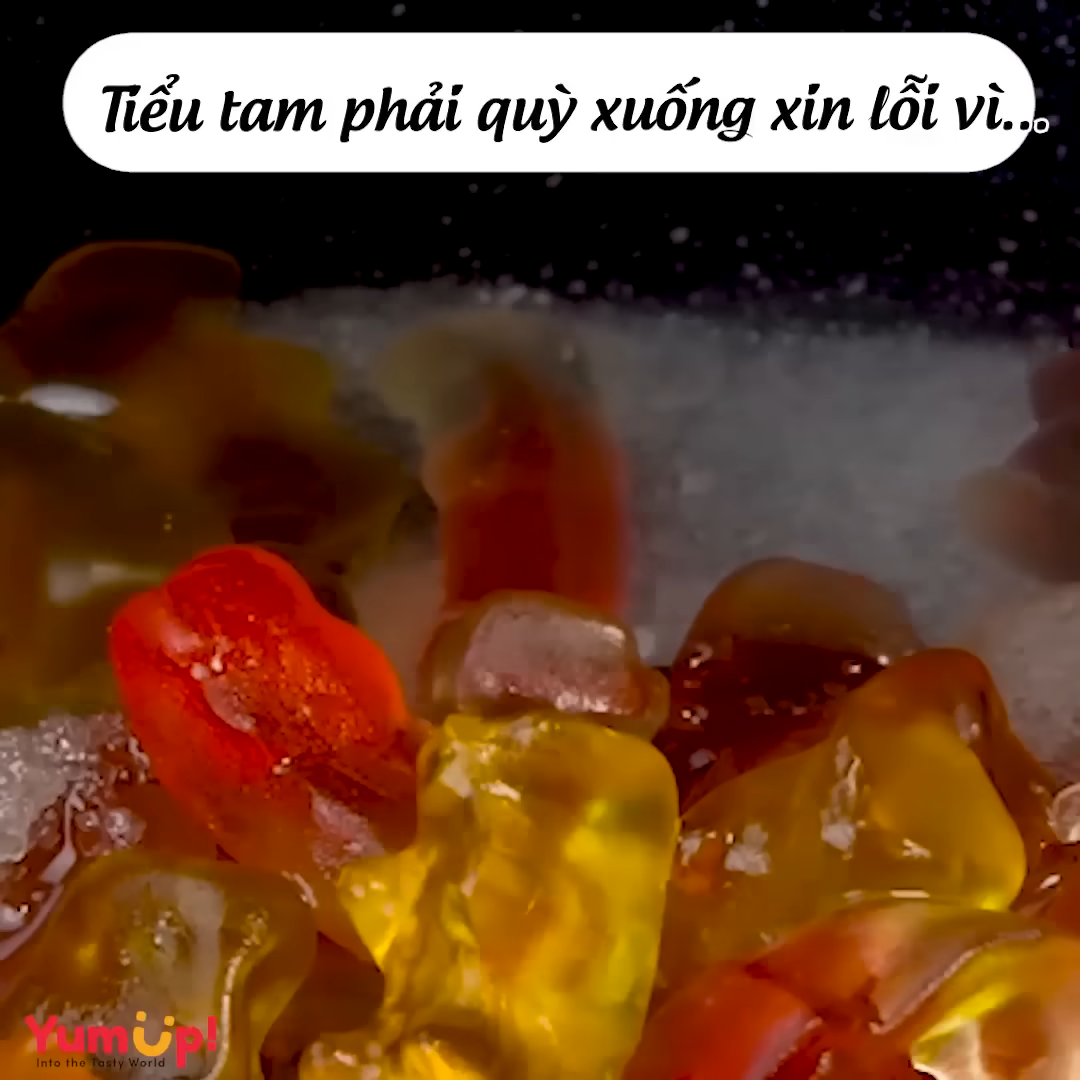 Tiểu tam phải quỳ xuống xin lỗi vì...
YumUp!
Into the Tasty World